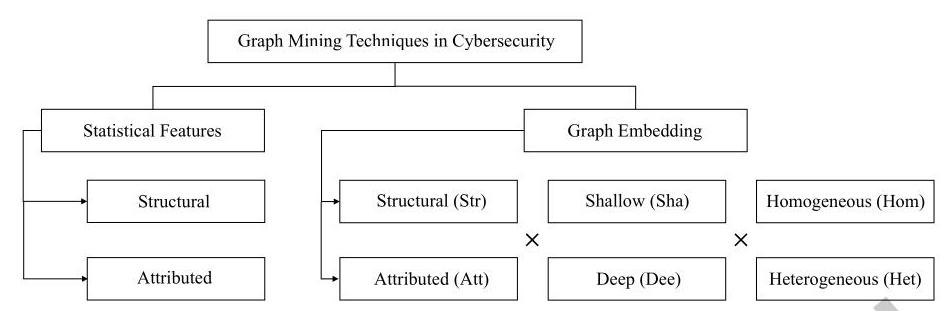 Graph Mining Techniques in Cybersecurity
Statistical Features
Graph Embedding
Structural
Structural (Str)
Shallow (Sha)
Homogeneous (Hom)
×
×
Attributed
Attributed (Att)
Deep (Dee)
Heterogeneous (Het)